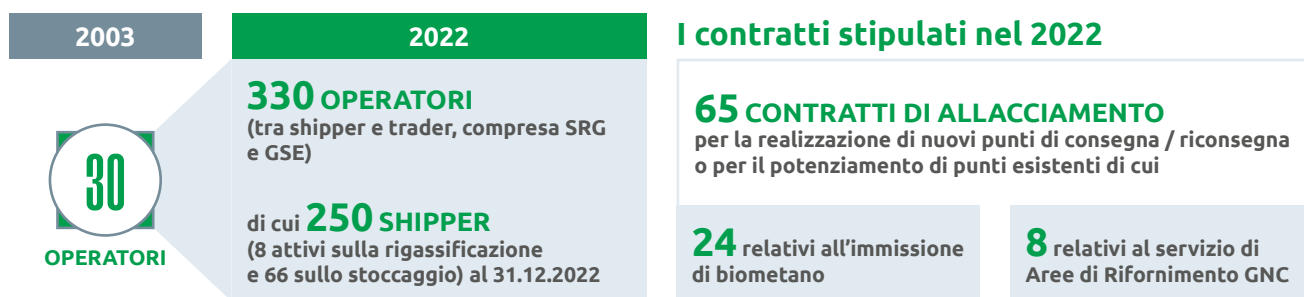 2003
30
OPERATORI
2022
330 OPERATORI
(tra shipper e trader, compresa SRG
e GSE)
di cui 250 SHIPPER
(8 attivi sulla rigassificazione
e 66 sullo stoccaggio) al 31.12.2022
I contratti stipulati nel 2022
65 CONTRATTI DI ALLACCIAMENTO
per la realizzazione di nuovi punti di consegna / riconsegna
o per il potenziamento di punti esistenti di cui
24 relativi all'immissione
di biometano
8 relativi al servizio di
Aree di Rifornimento GNC